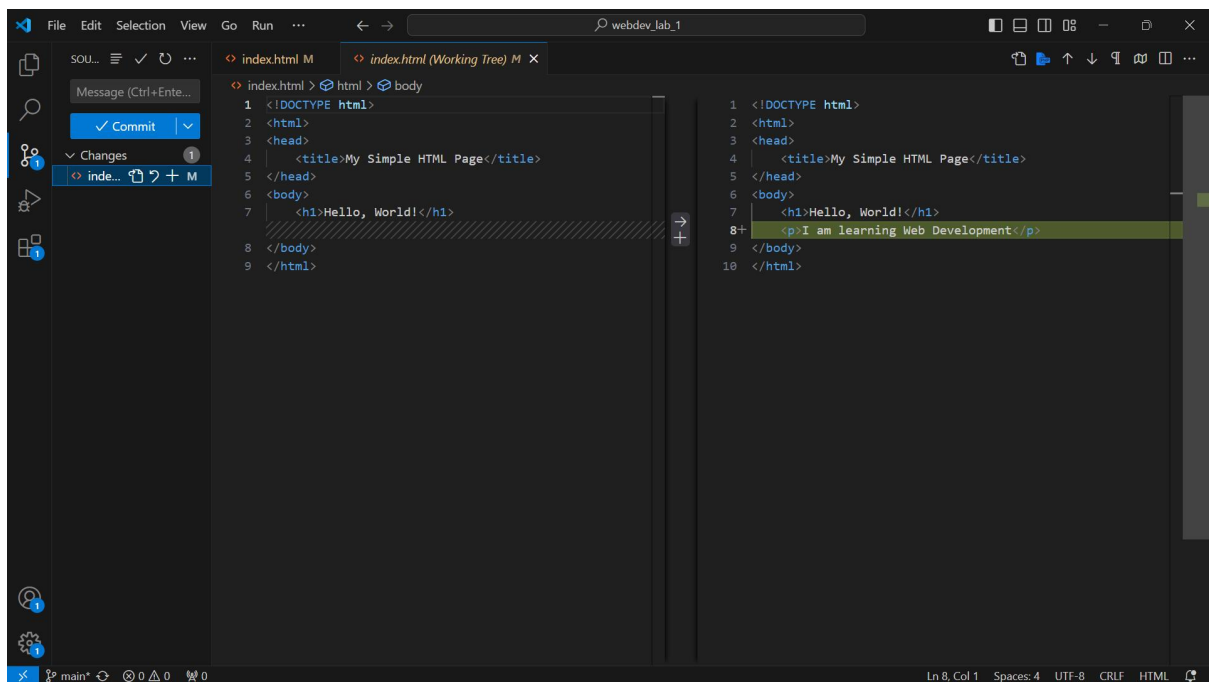 File Edit Selection View Go Run ··· webdev_lab_1
SOU...
Message (Ctrl+Ente...
Commit
Changes 1
inde... M
1
1
1
1
index.html M
index.html (Working Tree) M
index.html > html > body
1 <!DOCTYPE html>
2 <html>
3 <head>
4 <title>My Simple HTML Page</title>
5 </head>
6 <body>
7 <h1>Hello, World!</h1>
8 </body>
9 </html>
1 <!DOCTYPE html>
2 <html>
3 <head>
4 <title>My Simple HTML Page</title>
5 </head>
6 <body>
7 <h1>Hello, World!</h1>
8+ <p>I am learning Web Development</p>
9 </body>
10 </html>
main* 0 0 0 Ln 8, Col 1 Spaces: 4 UTF-8 CRLF HTML